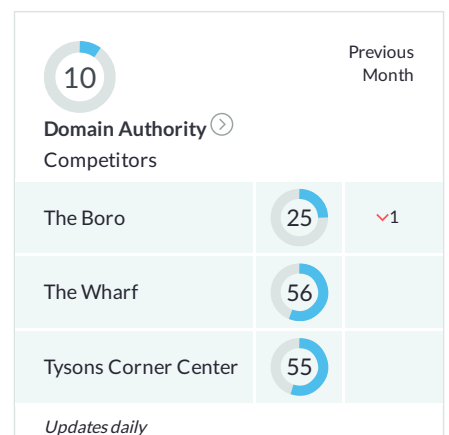 10
Previous
Month
Domain Authority
Competitors
The Boro 25 1
The Wharf 56
Tysons Corner Center 55
Updates daily